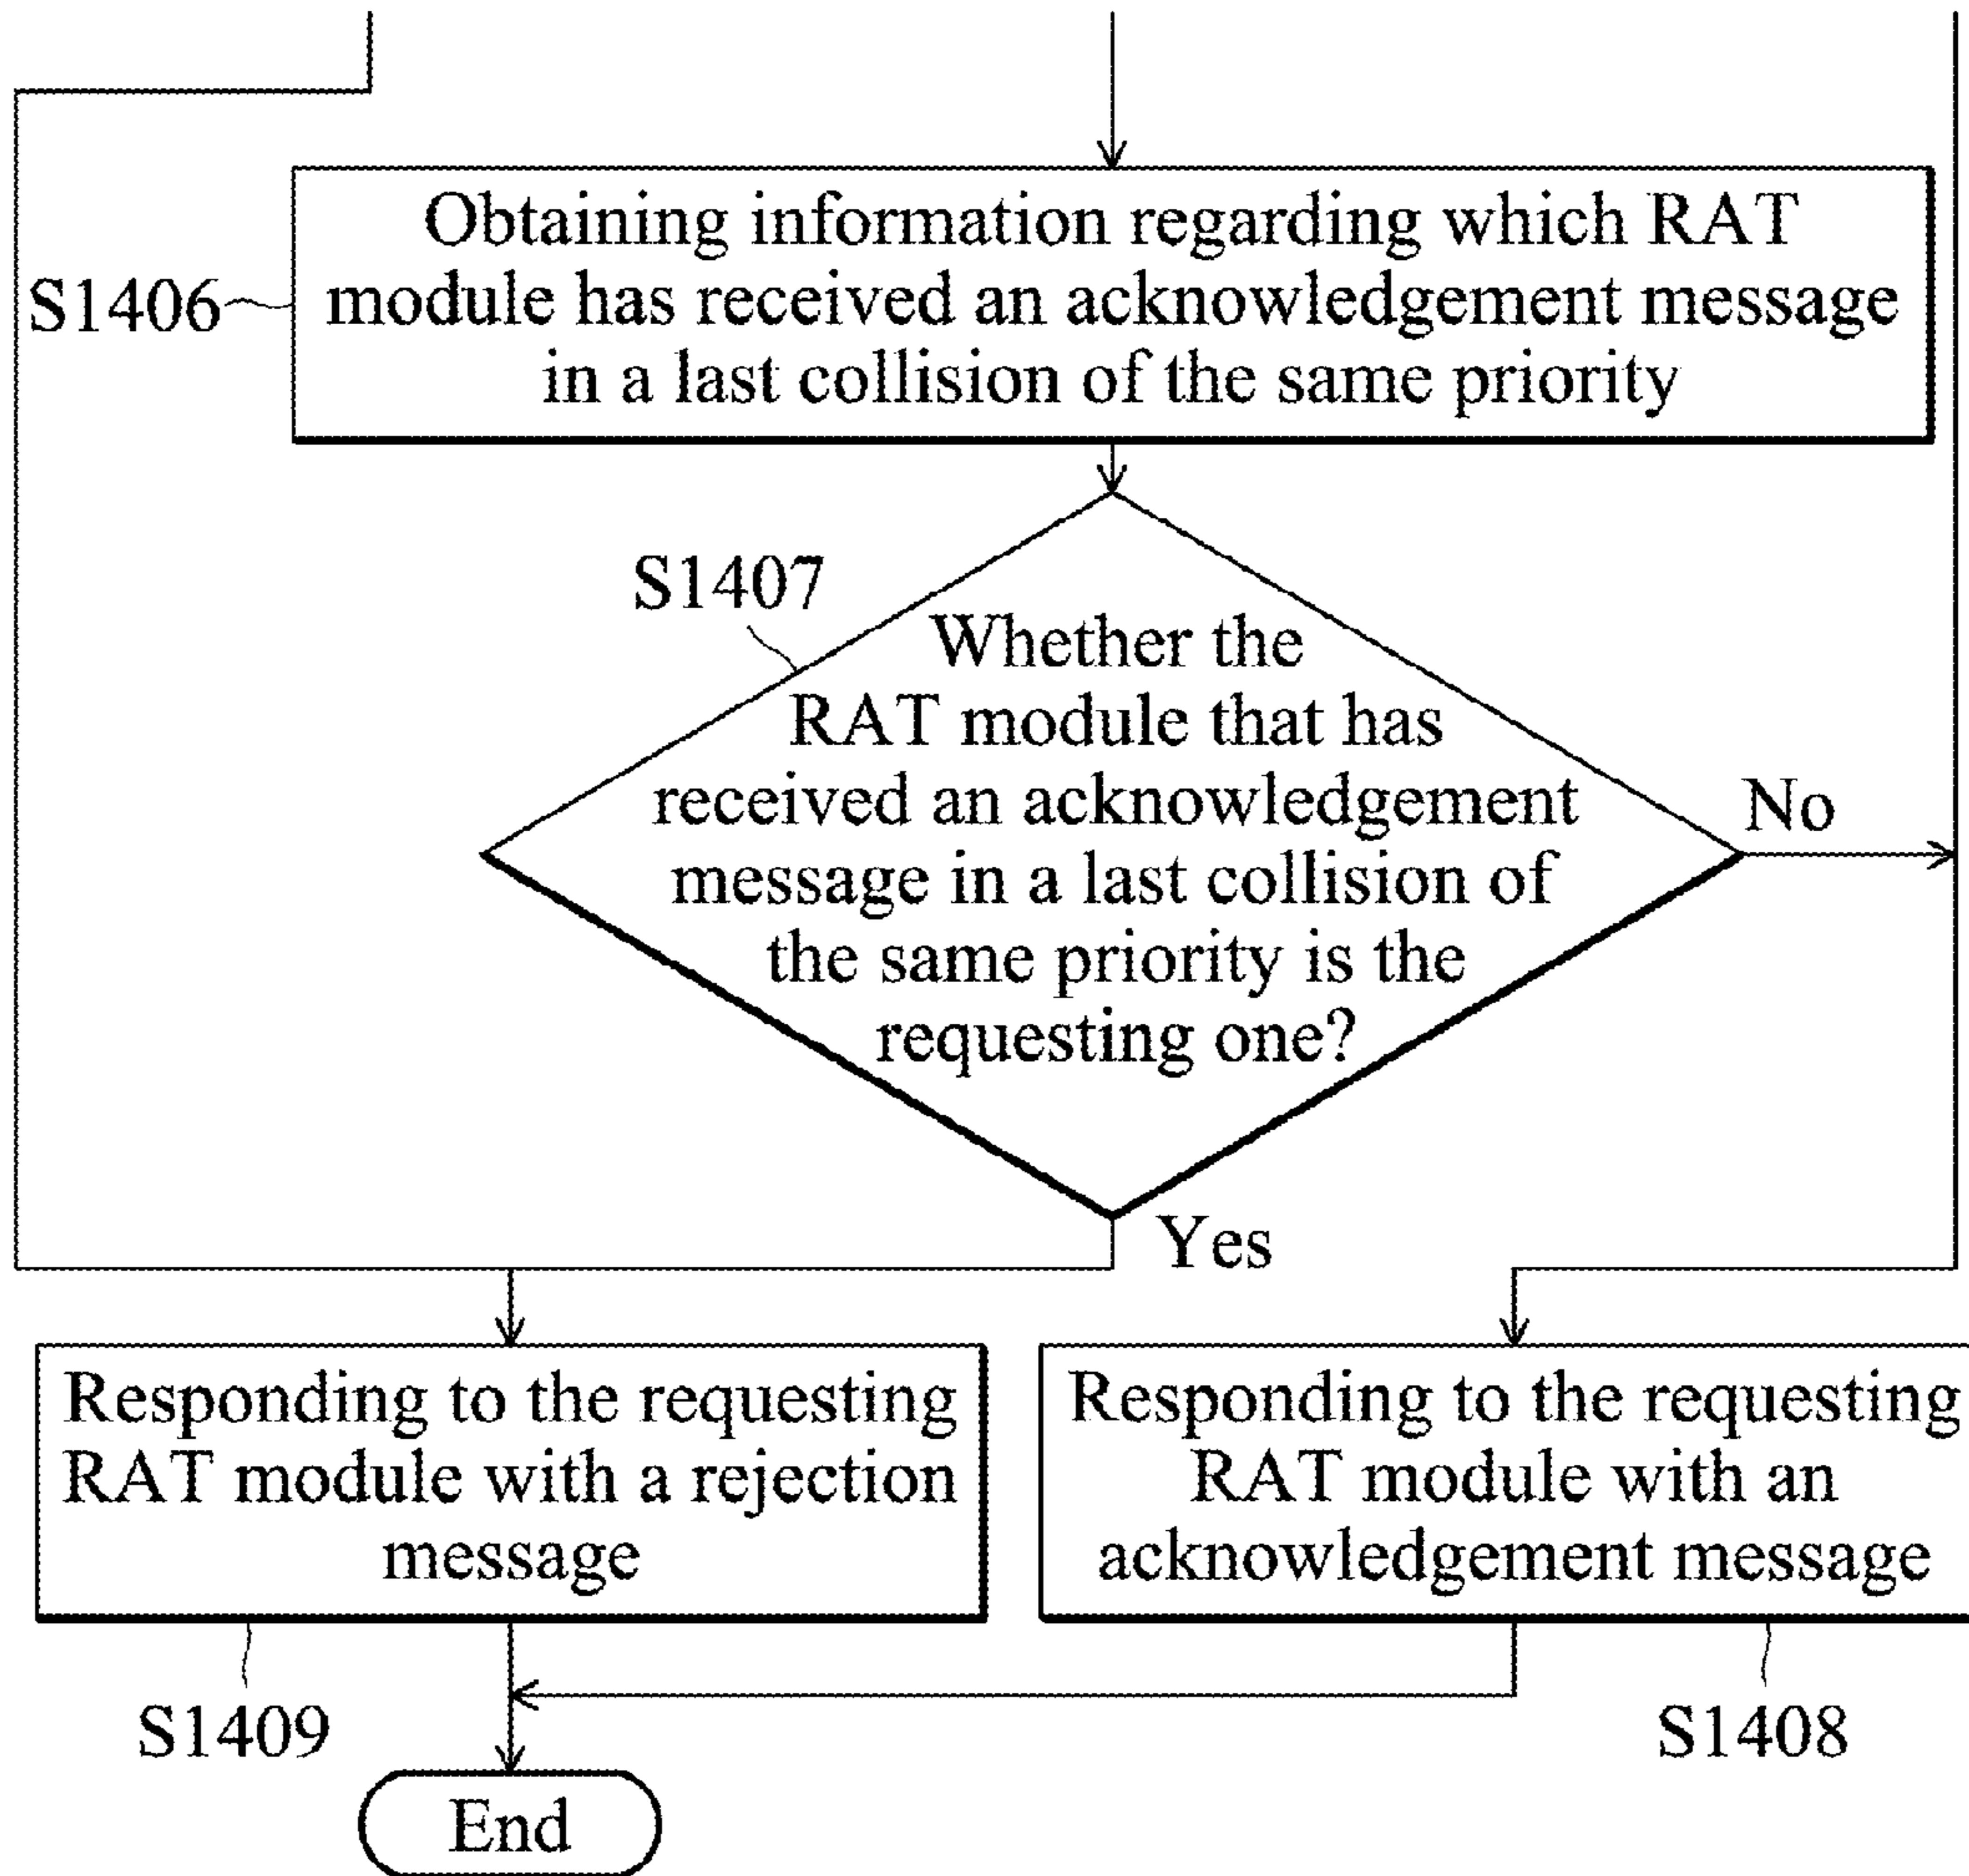 Obtaining information regarding which RAT
module has received an acknowledgement message
in a last collision of the same priority
S1406
S1407
Whether the
RAT module that has
received an acknowledgement
message in a last collision of
the same priority is the
requesting one?
No
Yes
Responding to the requesting
RAT module with a rejection
message
S1409
Responding to the requesting
RAT module with an
acknowledgement message
S1408
End